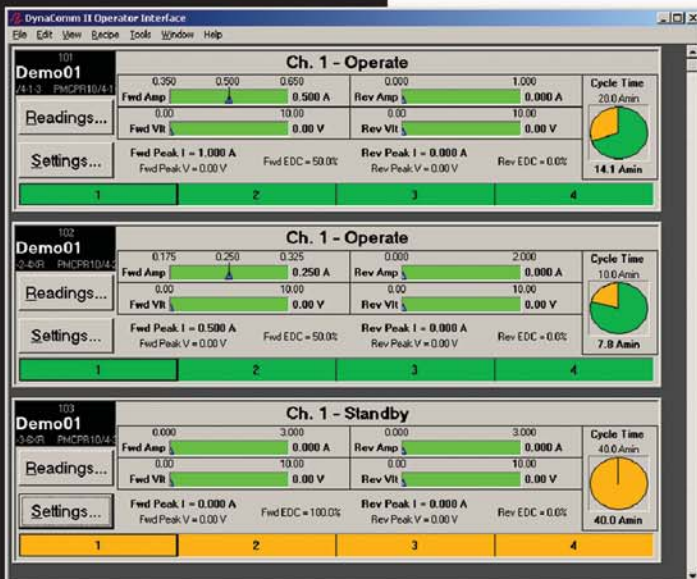 DynaComm II Operator Interface
File Edit View Recipe Tools Window Help
101
Demo01
/4-1-3 PMCPR10/4-1
Readings...
Settings...
Ch. 1 - Operate
0.350 0.500 0.650
Fwd Amp 0.500 A
0.00 10.00
Fwd Vlt 0.00 V
Fwd Peak I = 1.000 A
Fwd Peak V = 0.00 V
Fwd EDC = 50.0%
0.000 1.000
Rev Amp 0.000 A
0.00 10.00
Rev Vlt 0.00 V
Rev Peak I = 0.000 A
Rev Peak V = 0.00 V
Rev EDC = 0.0%
Cycle Time
20.0 Amin
14.1 Amin
1 2 3 4
102
Demo01
-2-4XR PMCPR10/4-2
Readings...
Settings...
Ch. 1 - Operate
0.175 0.250 0.325
Fwd Amp 0.250 A
0.00 10.00
Fwd Vlt 0.00 V
Fwd Peak I = 0.500 A
Fwd Peak V = 0.00 V
Fwd EDC = 50.0%
0.000 2.000
Rev Amp 0.000 A
0.00 10.00
Rev Vlt 0.00 V
Rev Peak I = 0.000 A
Rev Peak V = 0.00 V
Rev EDC = 0.0%
Cycle Time
10.0 Amin
7.8 Amin
1 2 3 4
103
Demo01
-3-6XR PMCPR10/4-3
Readings...
Settings...
Ch. 1 - Standby
0.000 3.000
Fwd Amp 0.000 A
0.00 10.00
Fwd Vlt 0.00 V
Fwd Peak I = 0.000 A
Fwd Peak V = 0.00 V
Fwd EDC = 100.0%
0.000 3.000
Rev Amp 0.000 A
0.00 10.00
Rev Vlt 0.00 V
Rev Peak I = 0.000 A
Rev Peak V = 0.00 V
Rev EDC = 0.0%
Cycle Time
40.0 Amin
40.0 Amin
1 2 3 4